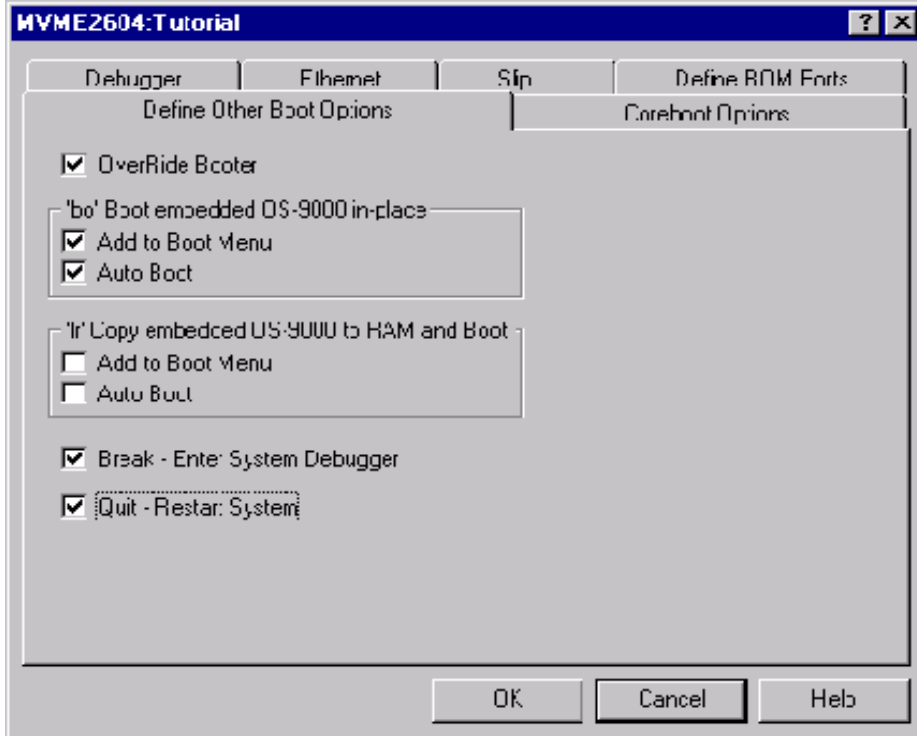 MVME2604:Tutorial
Debugger Ethernet Slip Define ROM Ports
Define Other Boot Options Coreboot Options
OverRide Booter
'bo' Boot embedded OS-9000 in-place
Add to Boot Menu
Auto Boot
'lr' Copy embedded OS-9000 to RAM and Boot
Add to Boot Menu
Auto Boot
Break - Enter System Debugger
Quit - Restart System
OK Cancel Help